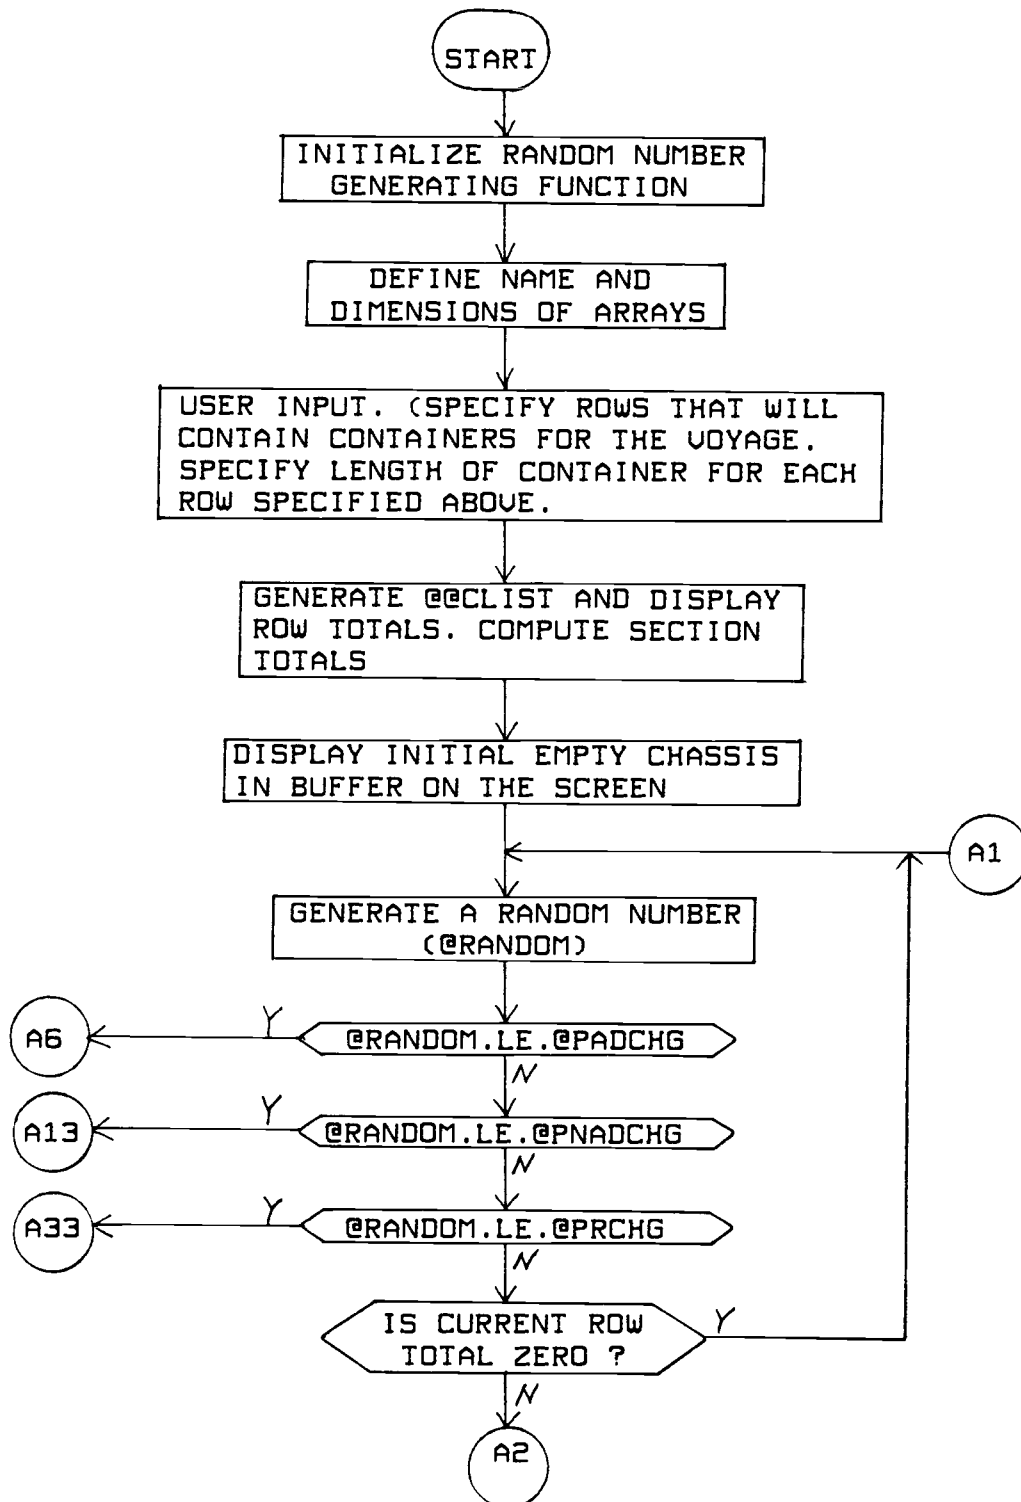 START
INITIALIZE RANDOM NUMBER
GENERATING FUNCTION
DEFINE NAME AND
DIMENSIONS OF ARRAYS
USER INPUT. (SPECIFY ROWS THAT WILL
CONTAIN CONTAINERS FOR THE VOYAGE.
SPECIFY LENGTH OF CONTAINER FOR EACH
ROW SPECIFIED ABOVE.
GENERATE @@CLIST AND DISPLAY
ROW TOTALS. COMPUTE SECTION
TOTALS
DISPLAY INITIAL EMPTY CHASSIS
IN BUFFER ON THE SCREEN
A1
GENERATE A RANDOM NUMBER
(@RANDOM)
A6
Y
@RANDOM.LE.@PADCHG
N
A13
Y
@RANDOM.LE.@PNADCHG
N
A33
Y
@RANDOM.LE.@PRCHG
N
IS CURRENT ROW
TOTAL ZERO ?
Y
N
A2